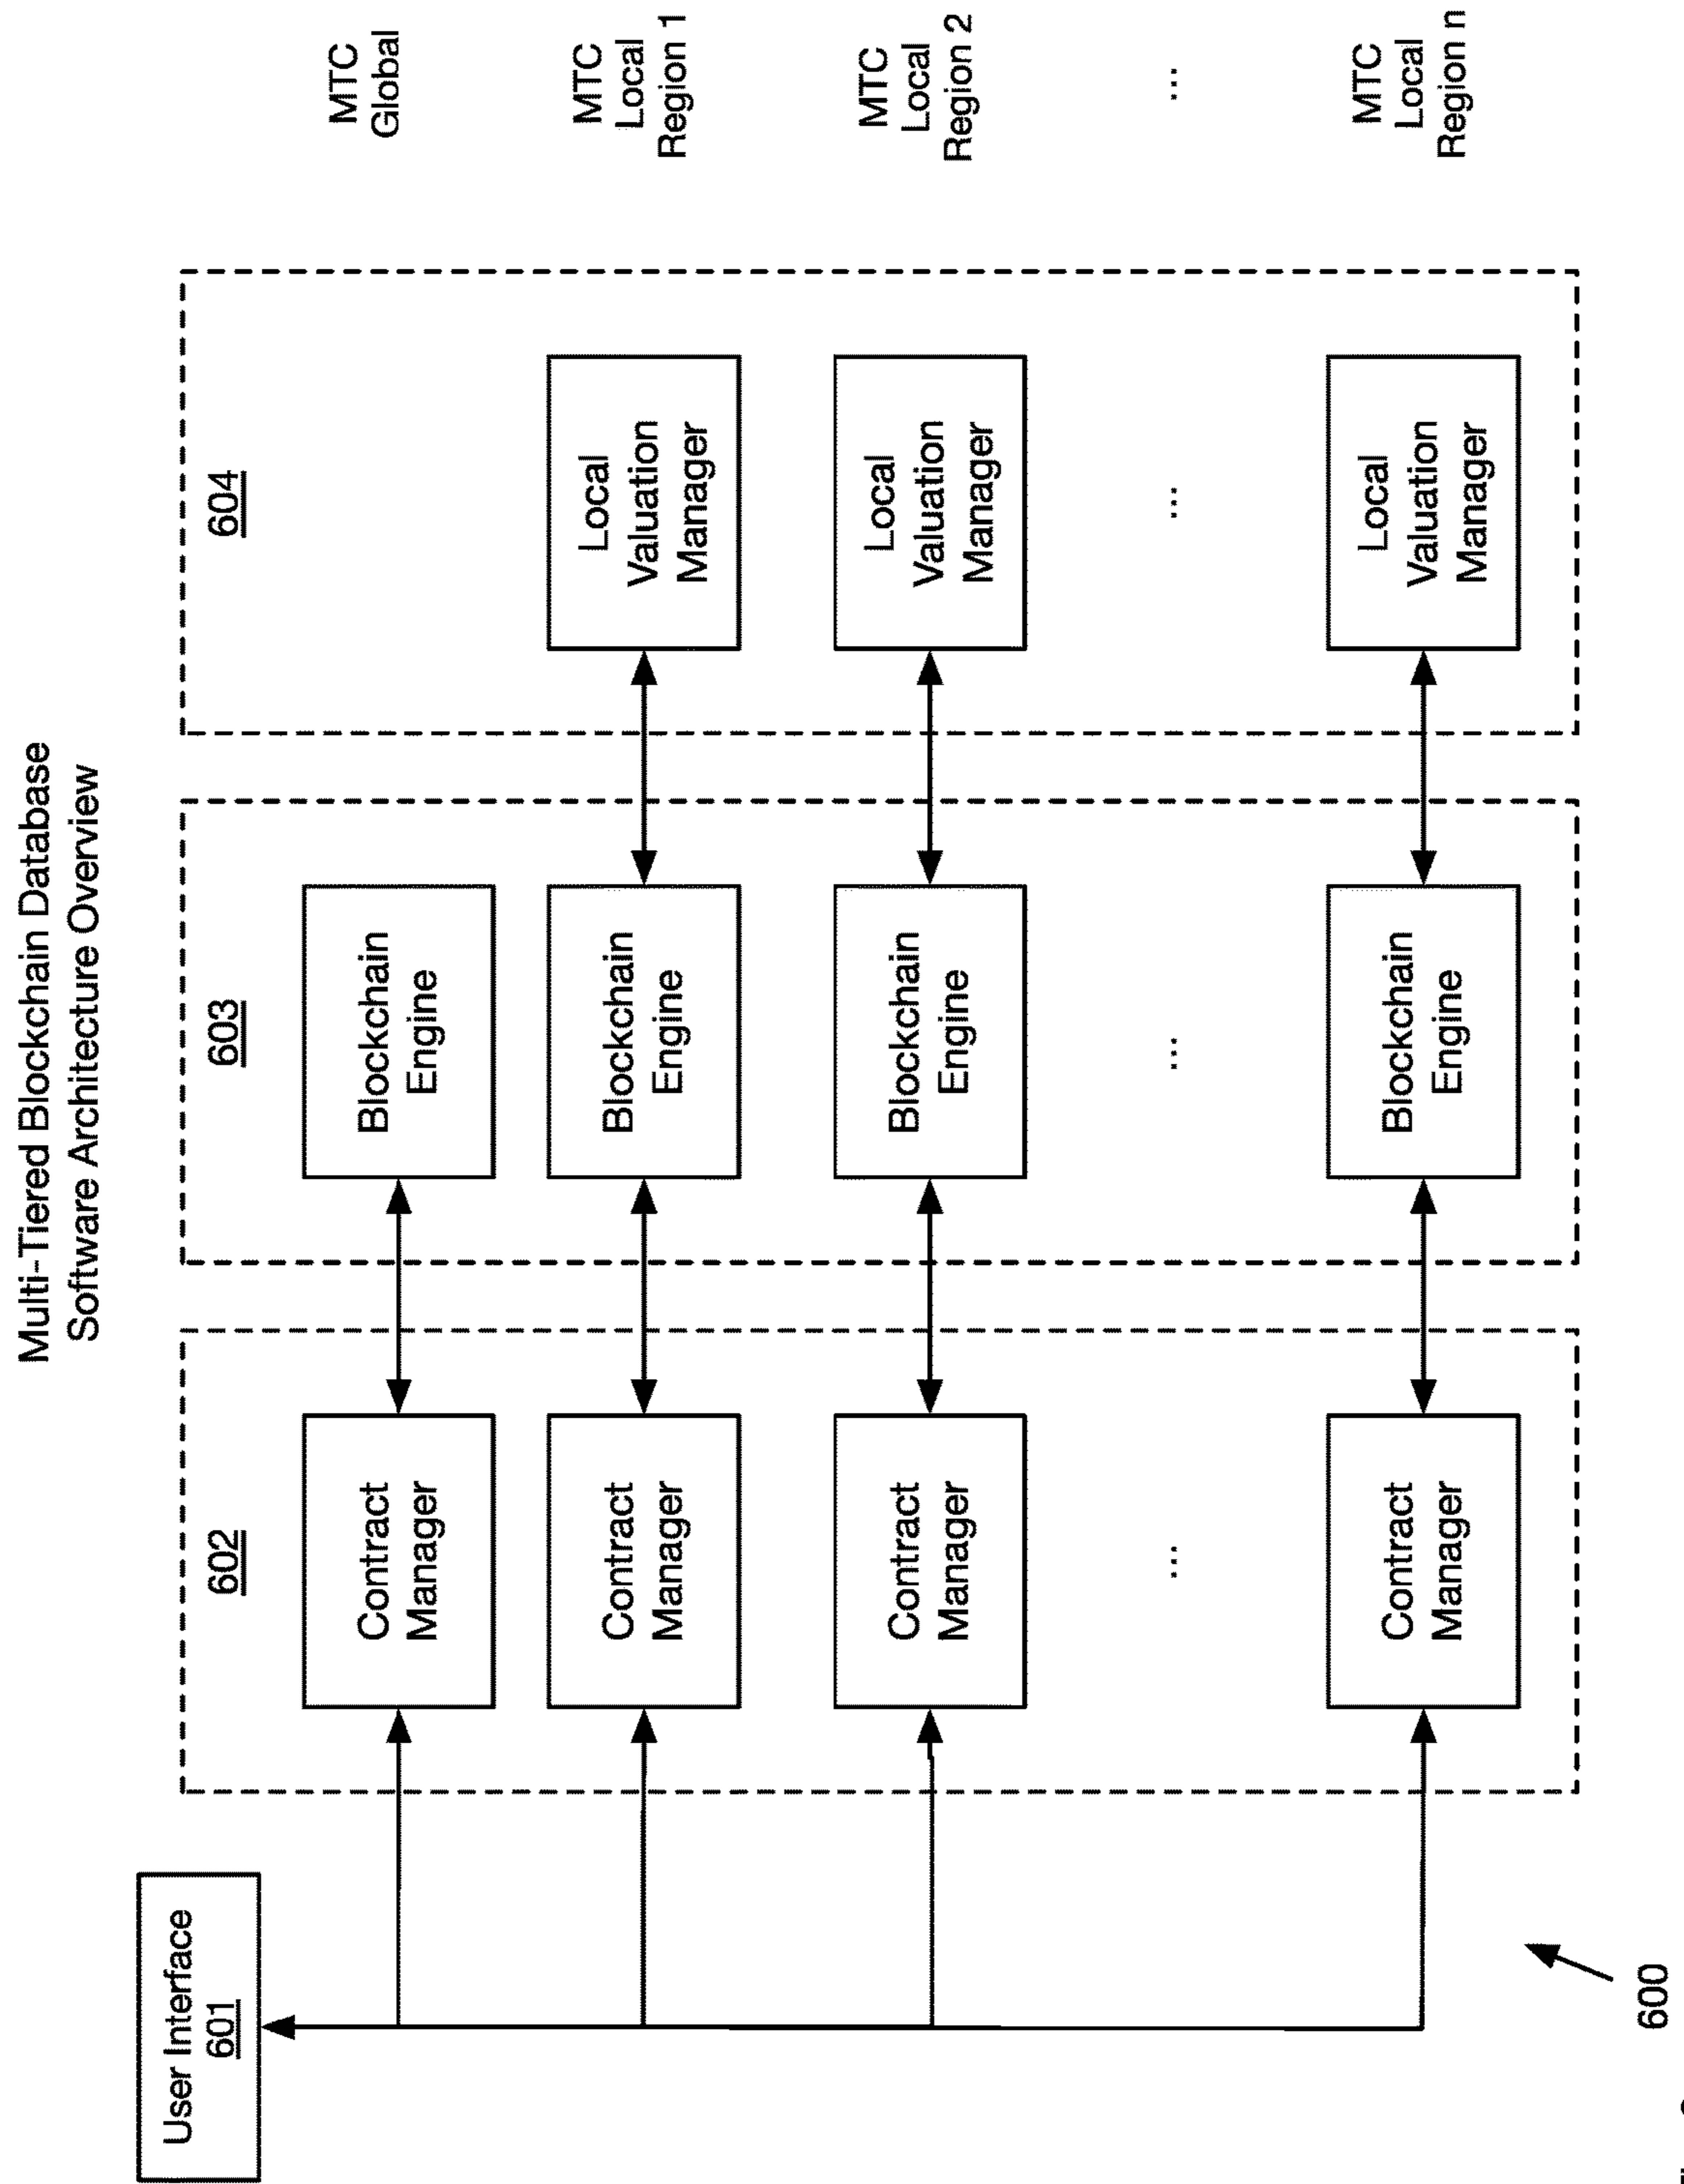 Multi-Tiered Blockchain Database
Software Architecture Overview
User Interface
601
602
603
604
Contract
Manager
Blockchain
Engine
MTC
Global
Contract
Manager
Blockchain
Engine
Local
Valuation
Manager
MTC
Local
Region 1
Contract
Manager
Blockchain
Engine
Local
Valuation
Manager
MTC
Local
Region 2
...
...
...
...
Contract
Manager
Blockchain
Engine
Local
Valuation
Manager
MTC
Local
Region n
600